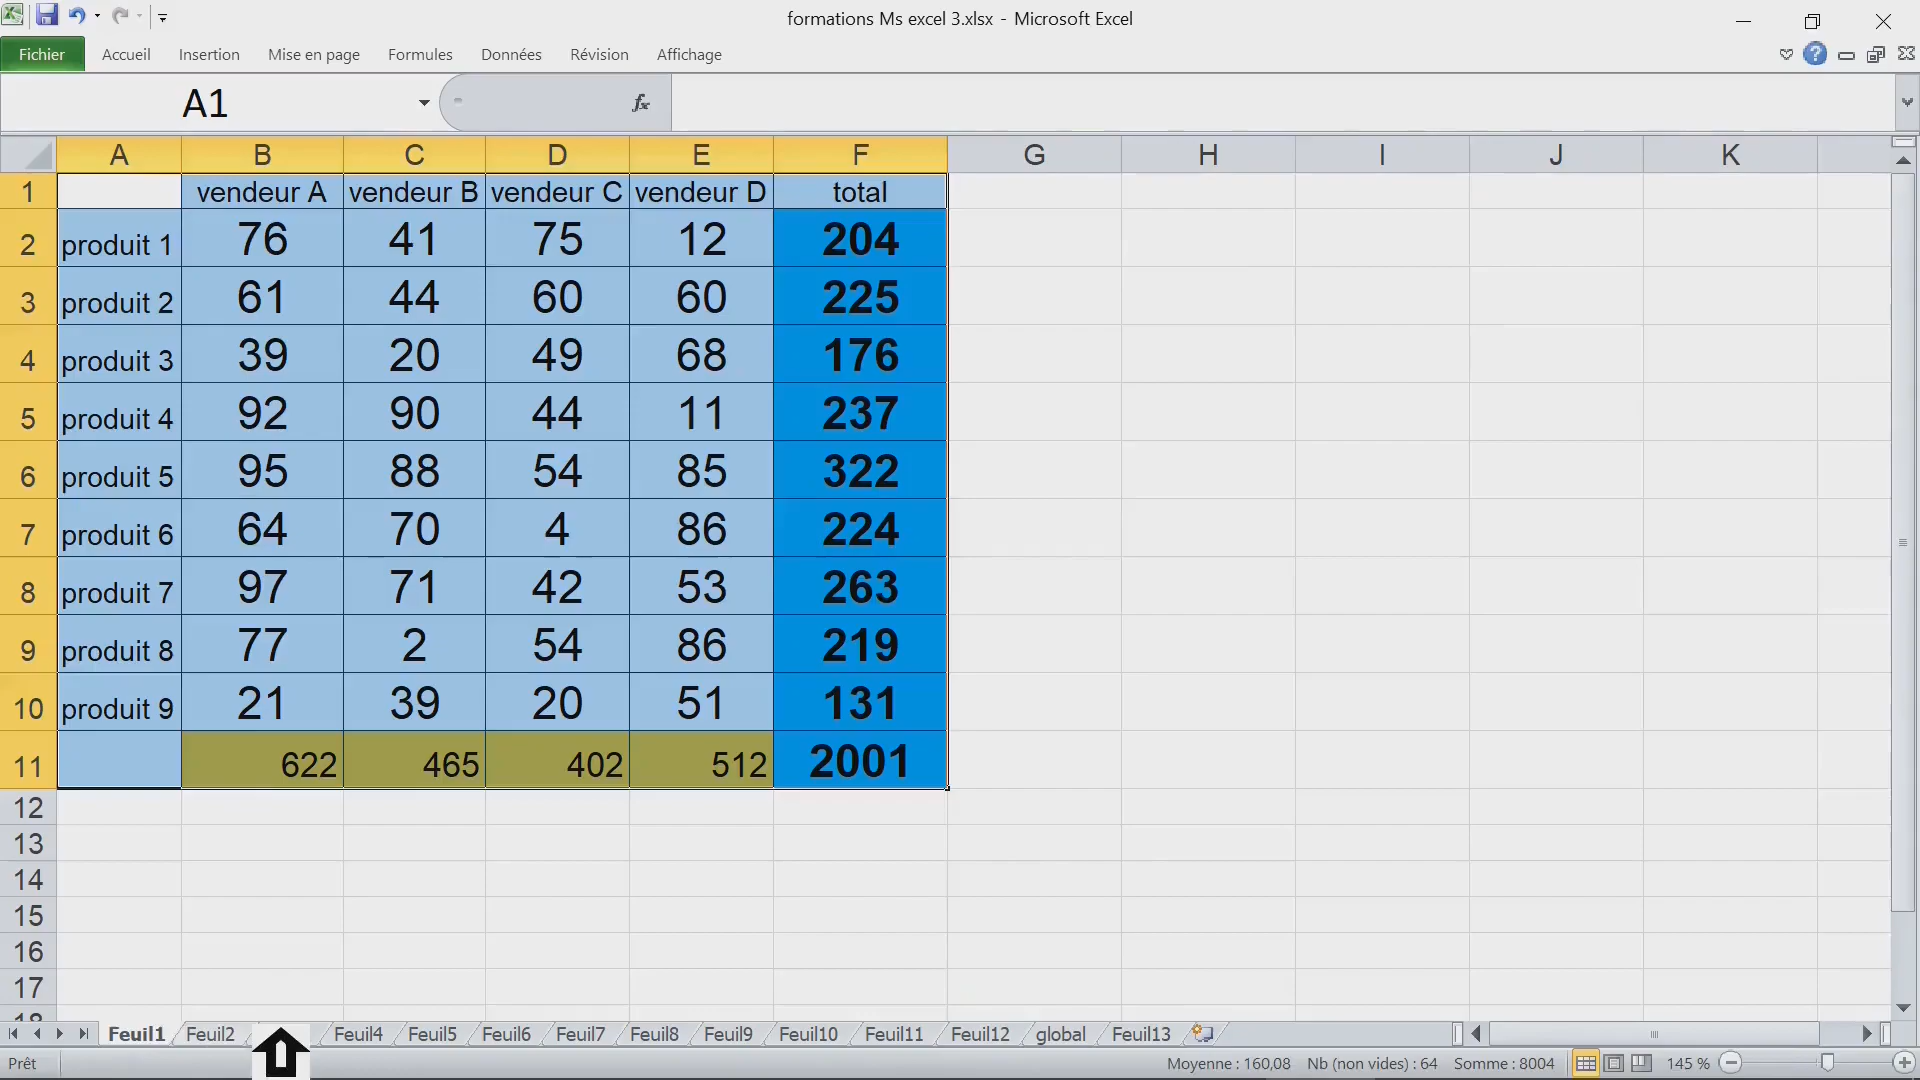 formations Ms excel 3.xlsx - Microsoft Excel
Fichier Accueil Insertion Mise en page Formules Données Révision Affichage
A1 fx
A B C D E F G H I J K
1 vendeur A vendeur B vendeur C vendeur D total
2 produit 1 76 41 75 12 204
3 produit 2 61 44 60 60 225
4 produit 3 39 20 49 68 176
5 produit 4 92 90 44 11 237
6 produit 5 95 88 54 85 322
7 produit 6 64 70 4 86 224
8 produit 7 97 71 42 53 263
9 produit 8 77 2 54 86 219
10 produit 9 21 39 20 51 131
11 622 465 402 512 2001
12
13
14
15
16
17
18
Feuil1 Feuil2 Feuil4 Feuil5 Feuil6 Feuil7 Feuil8 Feuil9 Feuil10 Feuil11 Feuil12 global Feuil13
Prêt Moyenne : 160,08 Nb (non vides) : 64 Somme : 8004 145 %